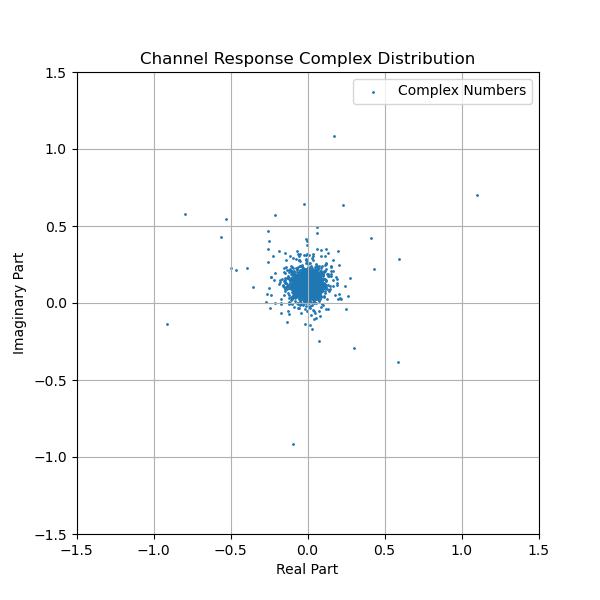 Channel Response Complex Distribution
Complex Numbers
1.5
1.0
0.5
0.0
−0.5
−1.0
−1.5
Imaginary Part
−1.5 −1.0 −0.5 0.0 0.5 1.0 1.5
Real Part